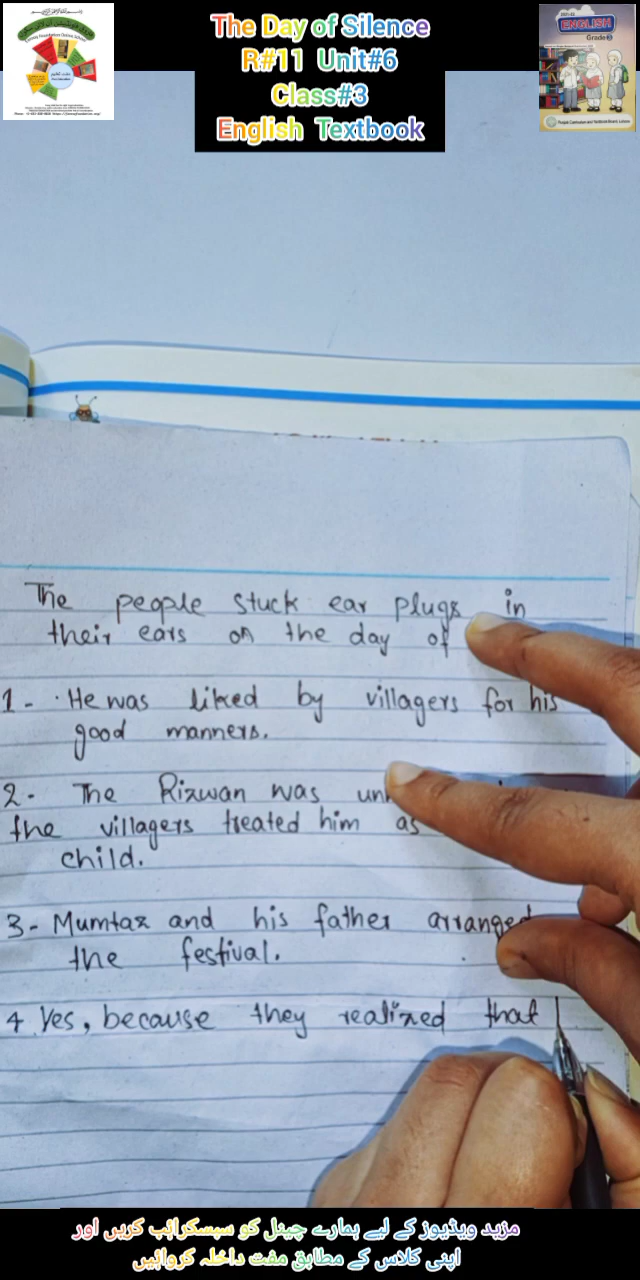 The Day of Silence
R#11 Unit#6
Class#3
English Textbook
ENGLISH
Grade 3
The people stuck ear plugs in
their ears on the day of
1- He was liked by villagers for his
good manners.
2- The Rizwan was
the villagers treated him as
child.
3- Mumtaz and his father arranged
the festival.
4 Yes, because they realized that
مزید ویڈیوز کے لیے ہمارے چینل کو سبسکرائب کریں اور
اپنی کلاس کے مطابق مفت داخلہ کروائیں